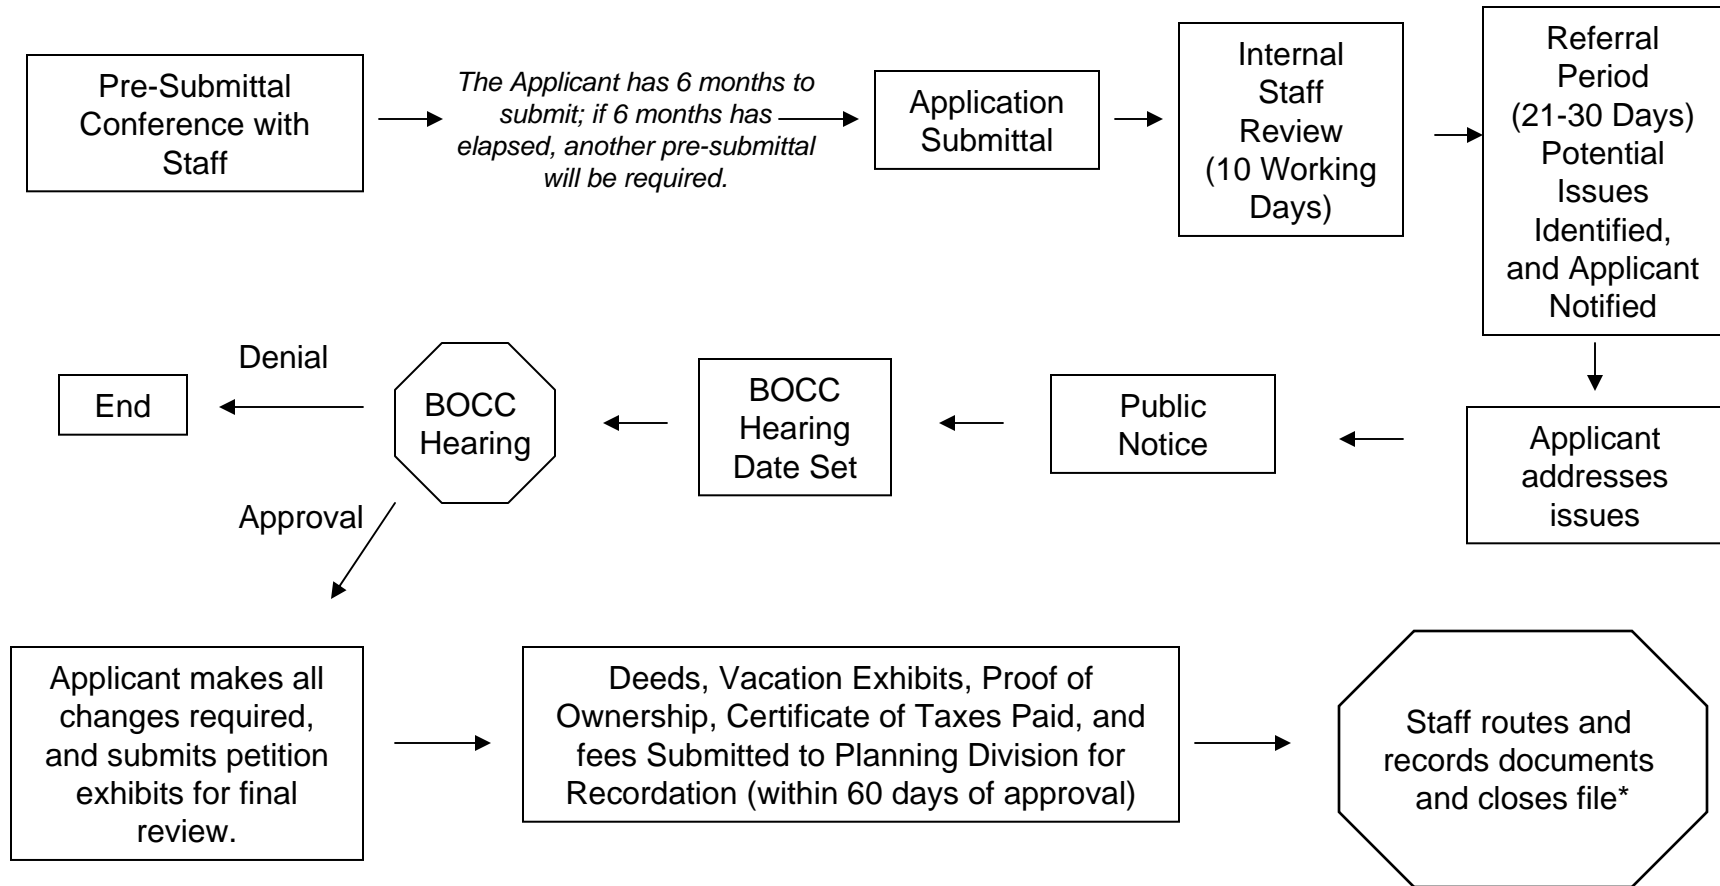 Pre-Submittal
Conference with
Staff
The Applicant has 6 months to
submit; if 6 months has
elapsed, another pre-submittal
will be required.
Application
Submittal
Internal
Staff
Review
(10 Working
Days)
Referral
Period
(21-30 Days)
Potential
Issues
Identified,
and Applicant
Notified
Applicant
addresses
issues
Public
Notice
BOCC
Hearing
Date Set
BOCC
Hearing
Denial
End
Approval
Applicant makes all
changes required,
and submits petition
exhibits for final
review.
Deeds, Vacation Exhibits, Proof of
Ownership, Certificate of Taxes Paid, and
fees Submitted to Planning Division for
Recordation (within 60 days of approval)
Staff routes and
records documents
and closes file*